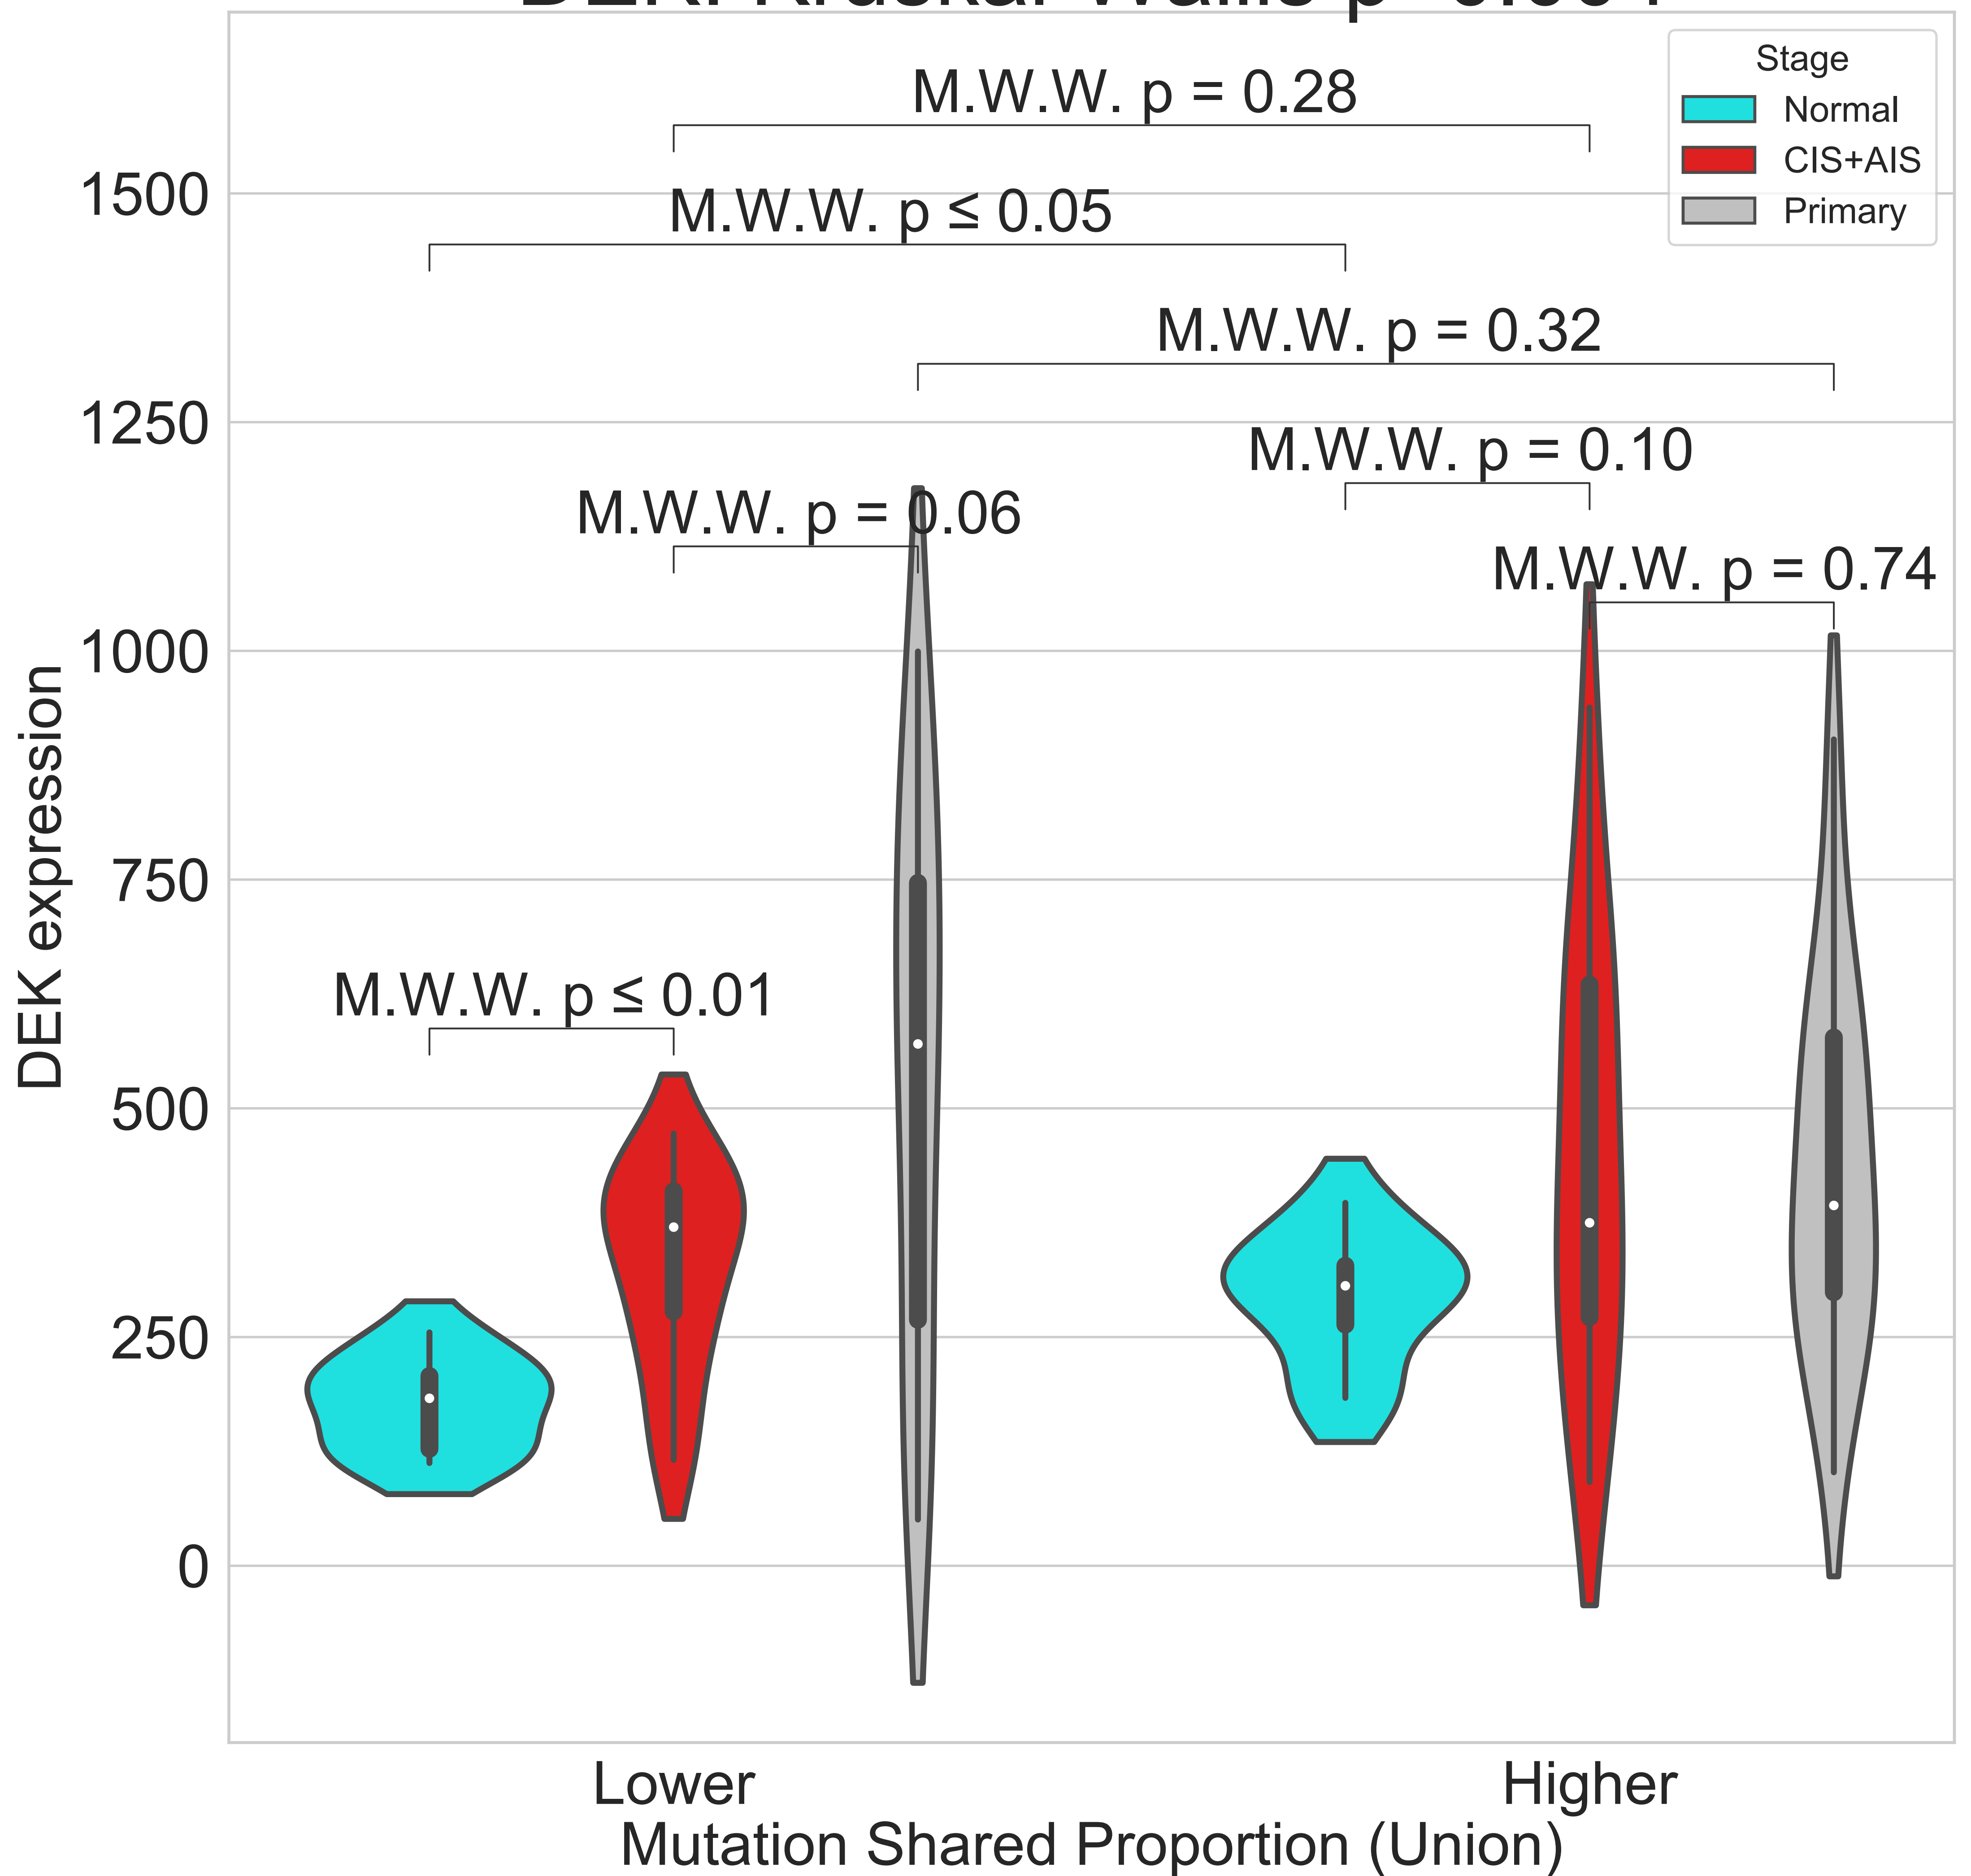 Stage
Normal
CIS+AIS
Primary
M.W.W. p = 0.28
M.W.W. p ≤ 0.05
M.W.W. p = 0.32
M.W.W. p = 0.10
M.W.W. p = 0.06
M.W.W. p = 0.74
M.W.W. p ≤ 0.01
1500
1250
1000
750
500
250
0
DEK expression
Lower
Higher
Mutation Shared Proportion (Union)